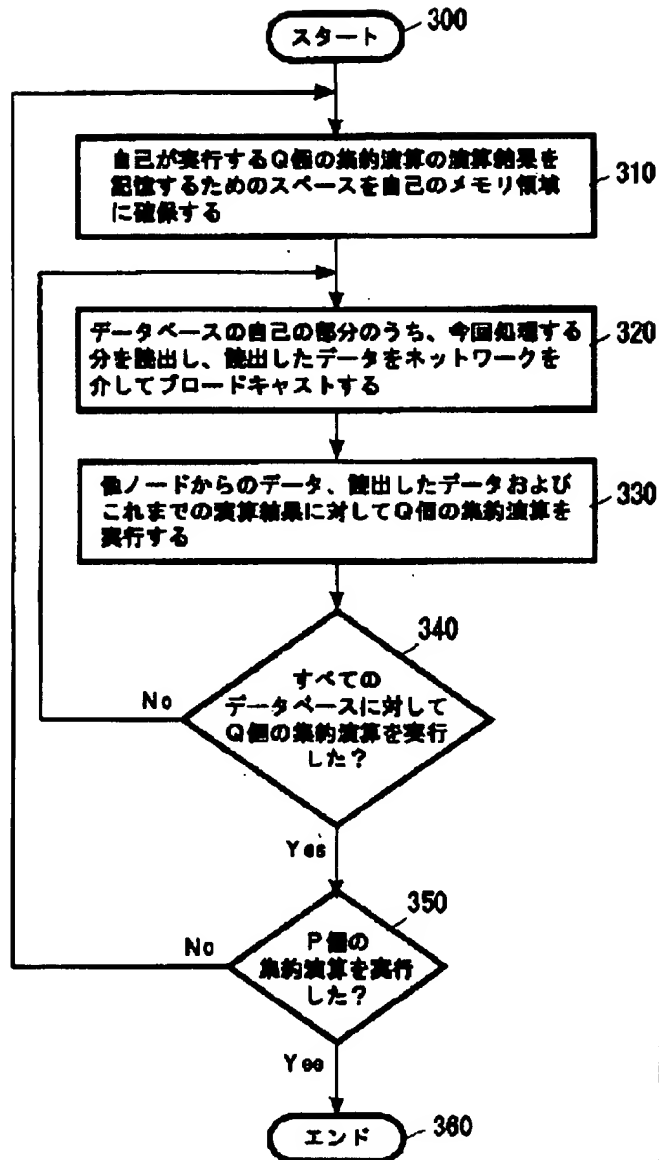 スタート
300
自己が実行するQ個の集約演算の演算結果を
記憶するためのスペースを自己のメモリ領域
に確保する
310
データベースの自己の部分のうち、今回処理する
分を読出し、読出したデータをネットワークを
介してブロードキャストする
320
他ノードからのデータ、読出したデータおよび
これまでの演算結果に対してQ個の集約演算を
実行する
330
340
すべての
データベースに対して
Q個の集約演算を実行
した?
No
Yes
350
P個の
集約演算を実行
した?
No
Yes
エンド
360